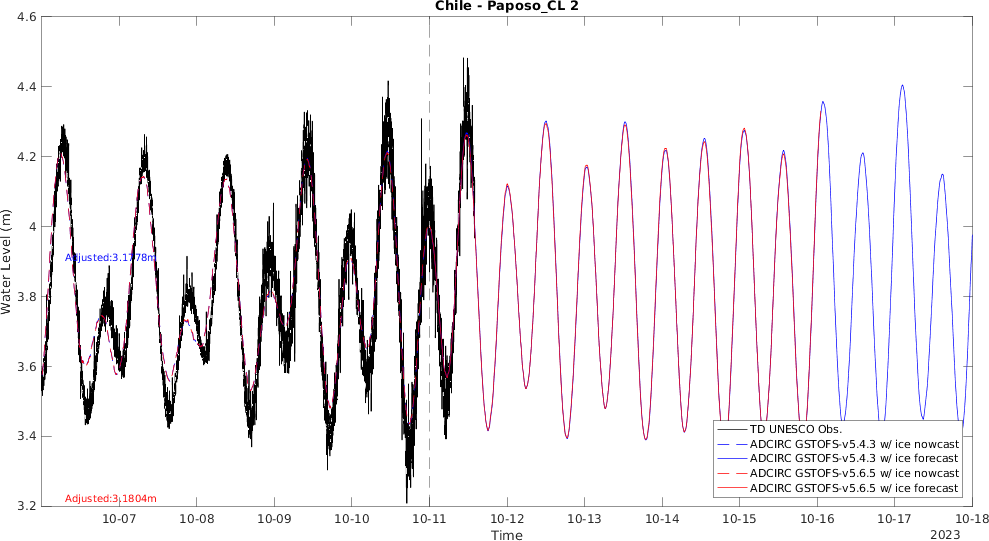 Chile - Paposo_CL 2
4.6
4.4
4.2
4
3.8
3.6
3.4
3.2
Water Level (m)
Adjusted:3.1778m
Adjusted:3.1804m
TD UNESCO Obs.
ADCIRC GSTOFS-v5.4.3 w/ ice nowcast
ADCIRC GSTOFS-v5.4.3 w/ ice forecast
ADCIRC GSTOFS-v5.6.5 w/ ice nowcast
ADCIRC GSTOFS-v5.6.5 w/ ice forecast
10-07 10-08 10-09 10-10 10-11 10-12 10-13 10-14 10-15 10-16 10-17 10-18
Time
2023